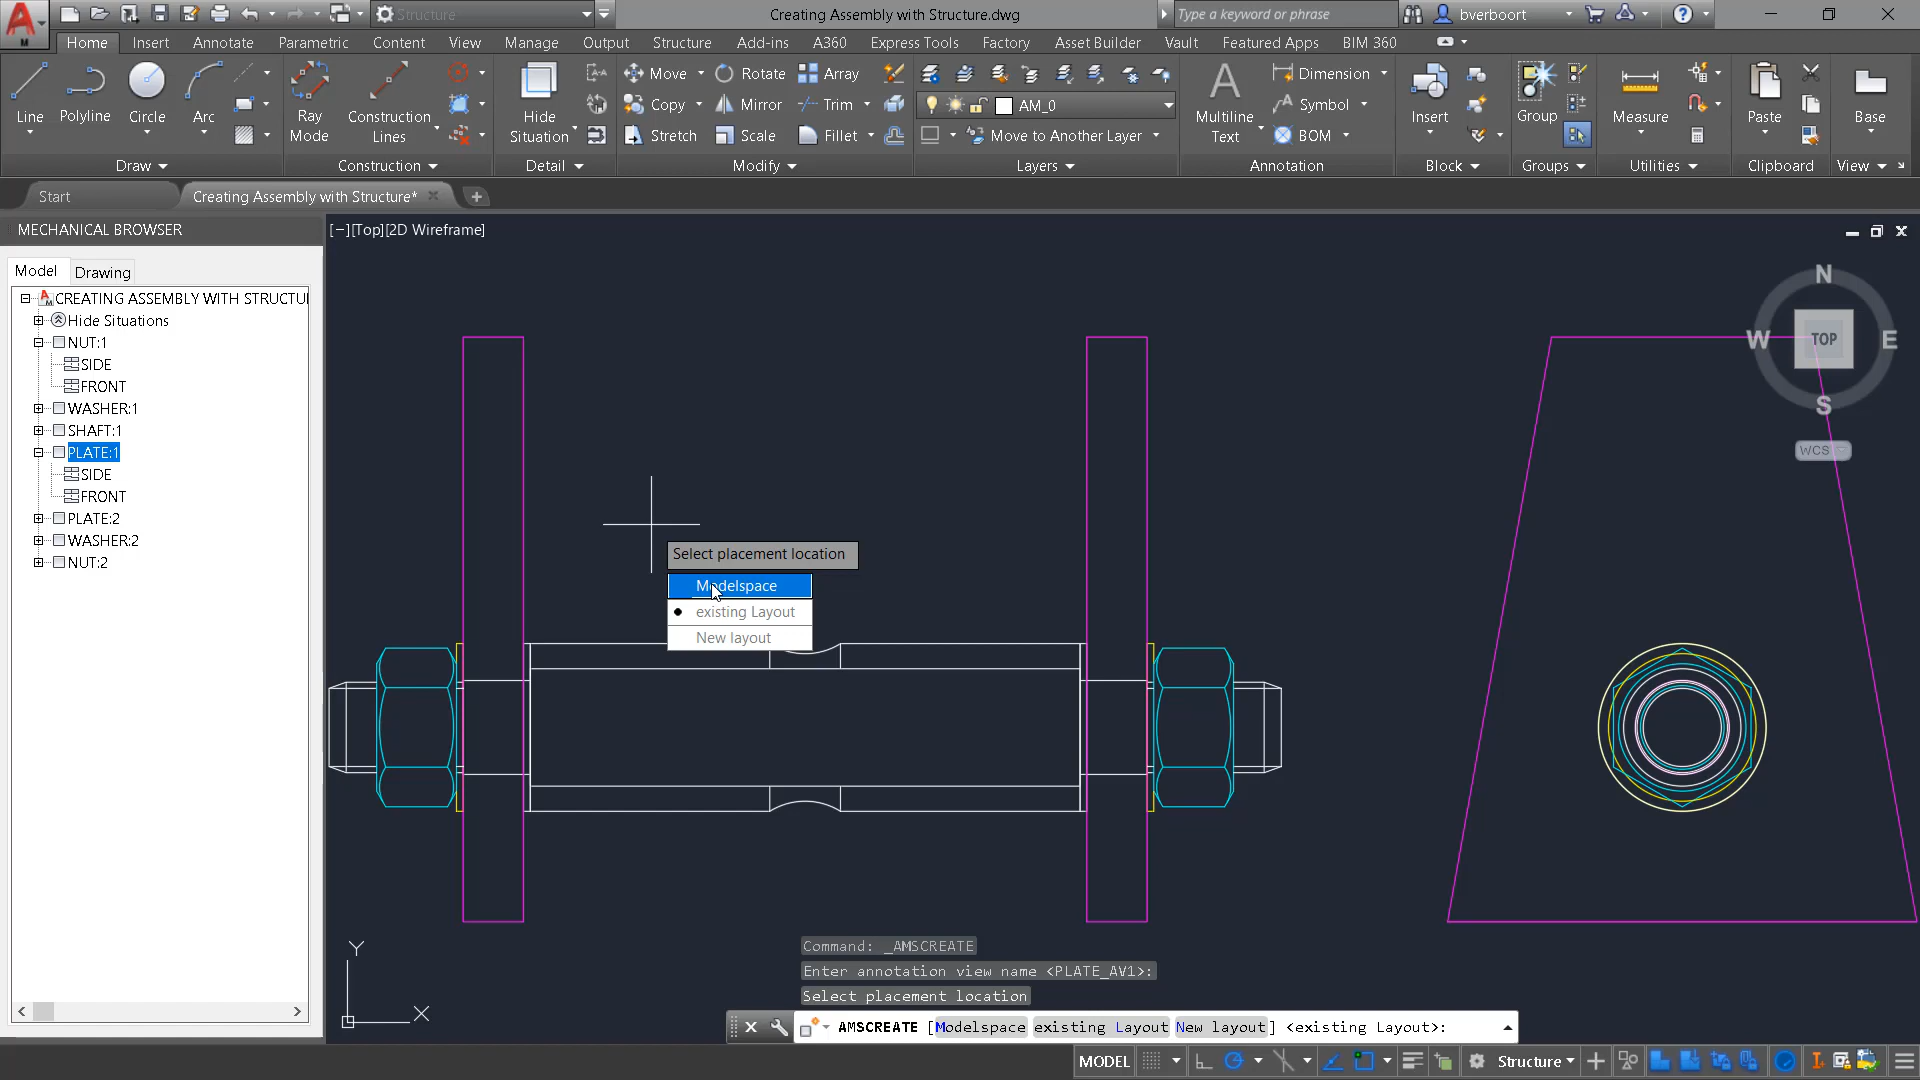 Structure
Creating Assembly with Structure.dwg
Type a keyword or phrase
bverboort
Home Insert Annotate Parametric Content View Manage Output Structure Add-ins A360 Express Tools Factory Asset Builder Vault Featured Apps BIM 360
Line
Polyline
Circle
Arc
Ray Mode
Construction Lines
Hide Situation
Move Rotate Array
Copy Mirror Trim
Stretch Scale Fillet
AM_0
Move to Another Layer
Multiline Text
Dimension
Symbol
BOM
Insert
Group
Measure
Paste
Base
Draw Construction Detail Modify Layers Annotation Block Groups Utilities Clipboard View
Start
Creating Assembly with Structure*
MECHANICAL BROWSER
Model Drawing
CREATING ASSEMBLY WITH STRUCTU
Hide Situations
NUT:1
SIDE
FRONT
WASHER:1
SHAFT:1
PLATE:1
SIDE
FRONT
PLATE:2
WASHER:2
NUT:2
[−][Top][2D Wireframe]
N
W TOP E
S
WCS
Select placement location
Modelspace
existing Layout
New layout
Y
X
Command: _AMSCREATE
Enter annotation view name <PLATE_AV1>:
Select placement location
AMSCREATE [Modelspace existing Layout New layout] <existing Layout>:
MODEL
Structure